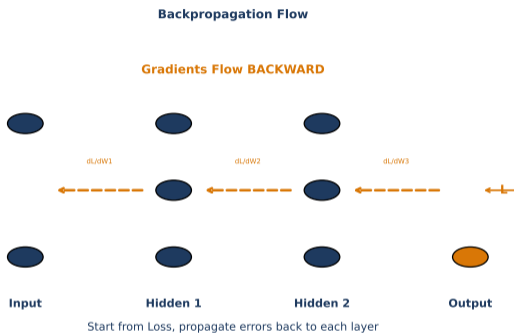 Backpropagation Flow
Gradients Flow BACKWARD
dL/dW1
dL/dW2
dL/dW3
L
Input
Hidden 1
Hidden 2
Output
Start from Loss, propagate errors back to each layer